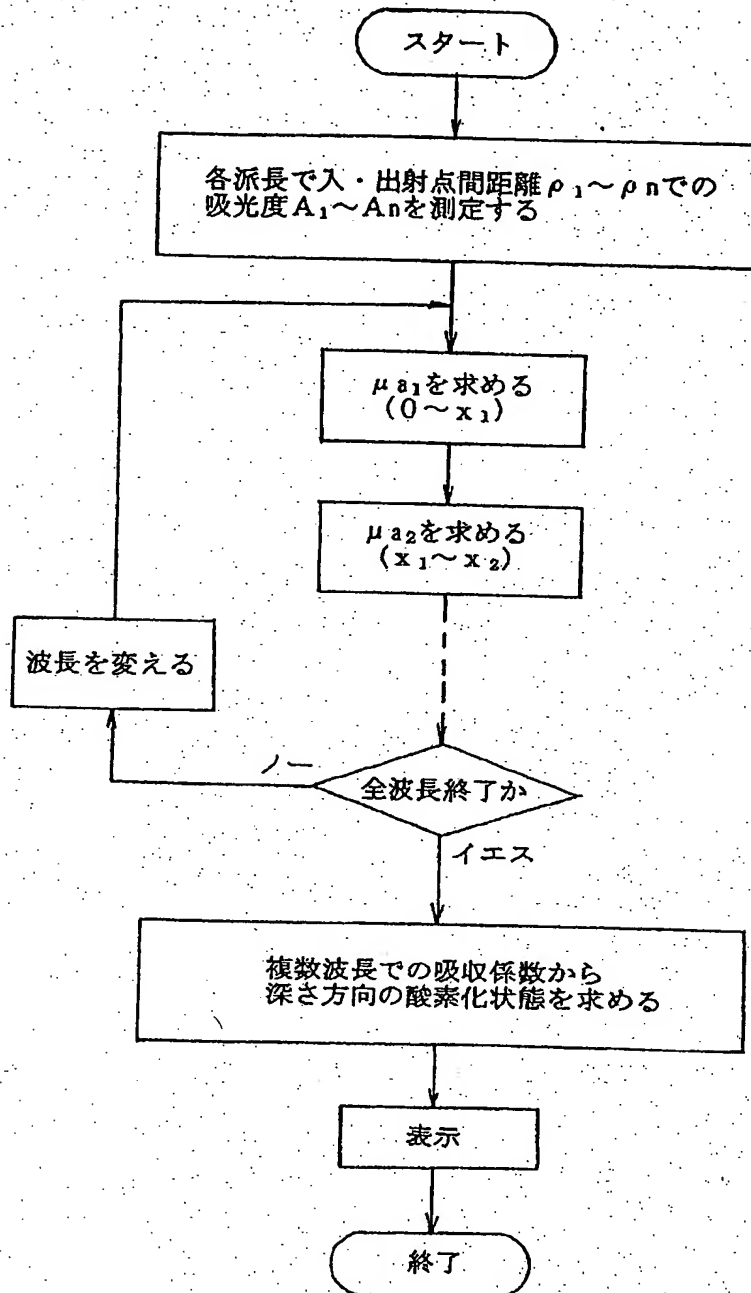 スタート
各派長で入・出射点間距離ρ₁～ρnでの
吸光度A₁～Anを測定する
μa₁を求める
(0～x₁)
μa₂を求める
(x₁～x₂)
波長を変える
ノー
全波長終了か
イエス
複数波長での吸収係数から
深さ方向の酸素化状態を求める
表示
終了